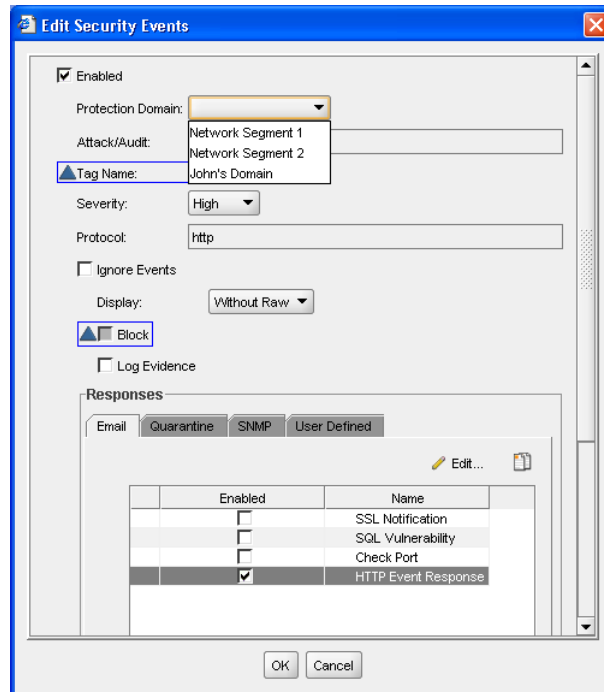 Edit Security Events
Enabled
Protection Domain:
Network Segment 1
Network Segment 2
John's Domain
Attack/Audit:
Tag Name:
Severity: High
Protocol: http
Ignore Events
Display: Without Raw
Block
Log Evidence
Responses
Email Quarantine SNMP User Defined
Edit...
Enabled Name
SSL Notification
SQL Vulnerability
Check Port
HTTP Event Response
OK Cancel